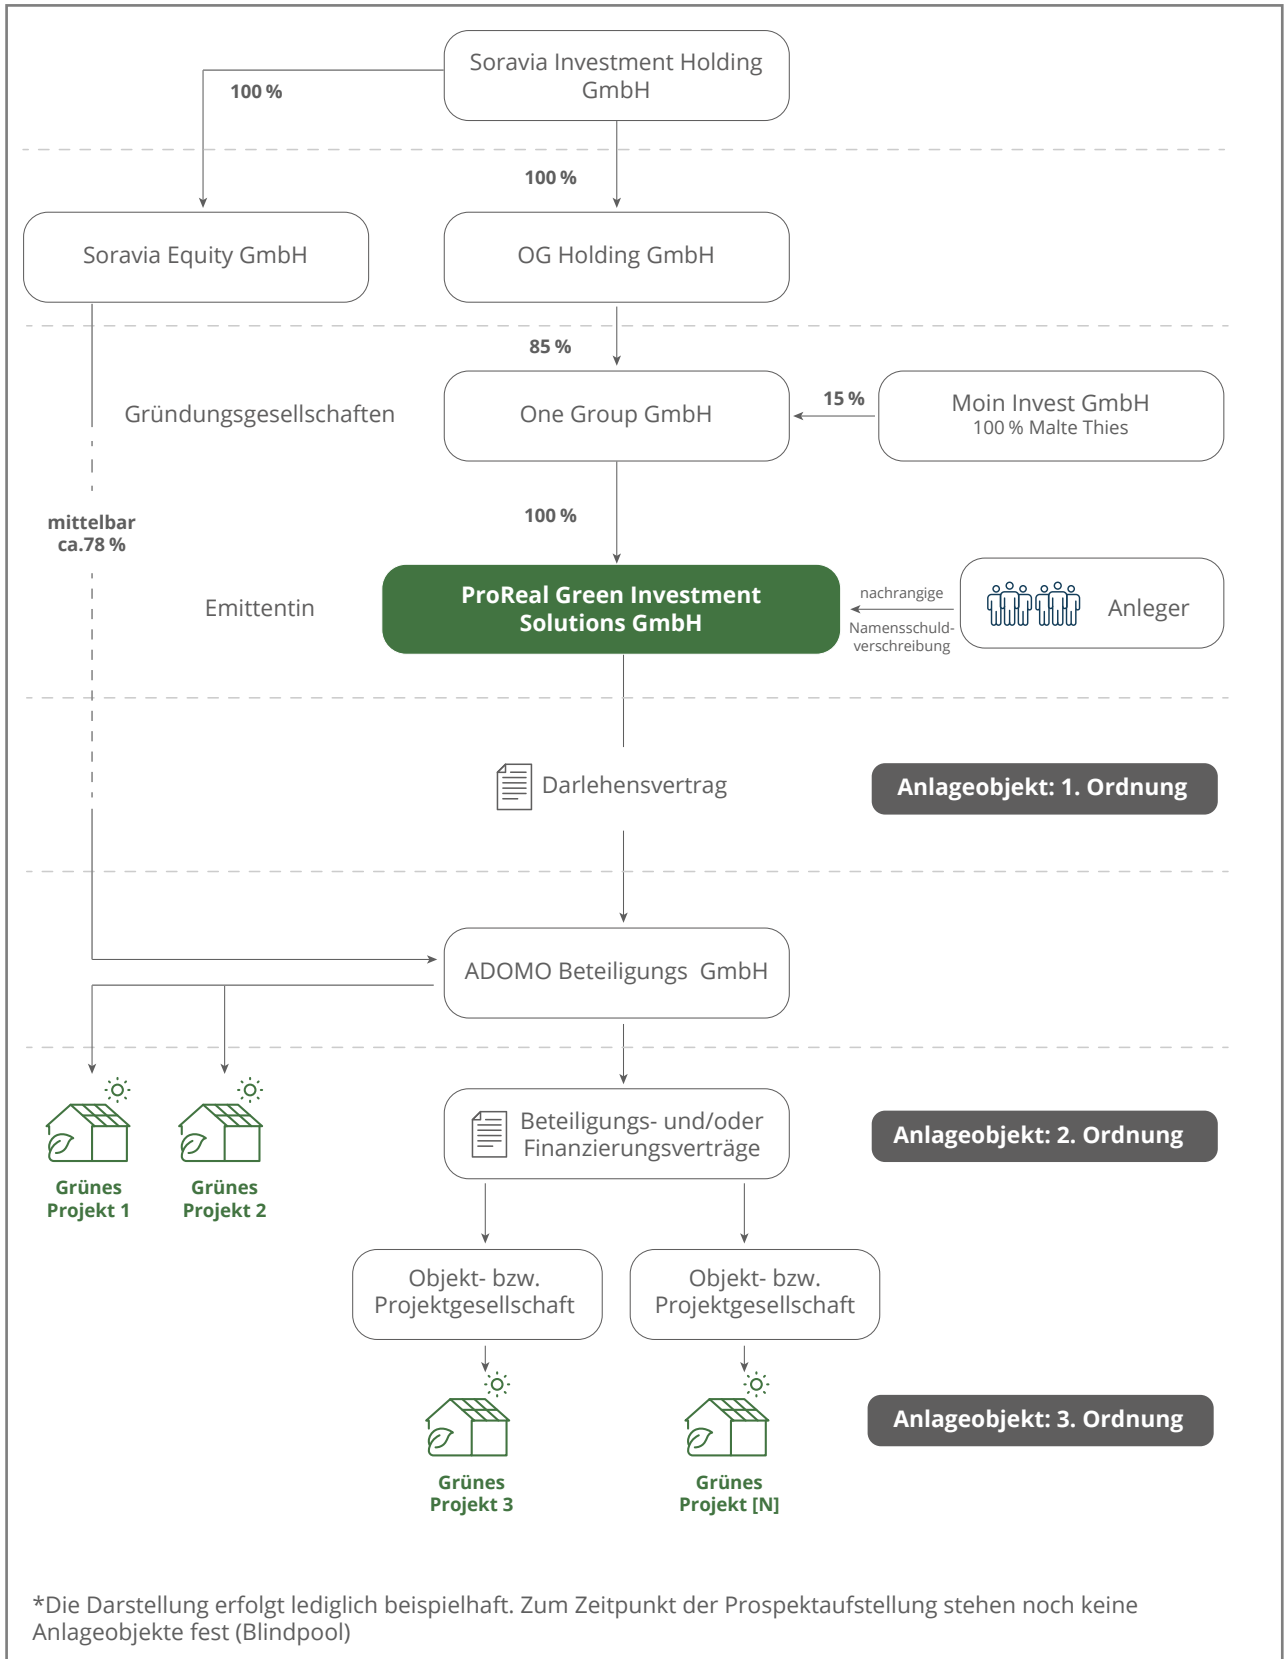 Soravia Investment Holding
GmbH
100 %
100 %
Soravia Equity GmbH
OG Holding GmbH
85 %
Gründungsgesellschaften
One Group GmbH
15 %
Moin Invest GmbH
100 % Malte Thies
mittelbar
ca.78 %
100 %
Emittentin
ProReal Green Investment
Solutions GmbH
nachrangige
Namensschuld-
verschreibung
Anleger
Darlehensvertrag
Anlageobjekt: 1. Ordnung
ADOMO Beteiligungs GmbH
Beteiligungs- und/oder
Finanzierungsverträge
Anlageobjekt: 2. Ordnung
Grünes
Projekt 1
Grünes
Projekt 2
Objekt- bzw.
Projektgesellschaft
Objekt- bzw.
Projektgesellschaft
Anlageobjekt: 3. Ordnung
Grünes
Projekt 3
Grünes
Projekt [N]
*Die Darstellung erfolgt lediglich beispielhaft. Zum Zeitpunkt der Prospektaufstellung stehen noch keine
Anlageobjekte fest (Blindpool)